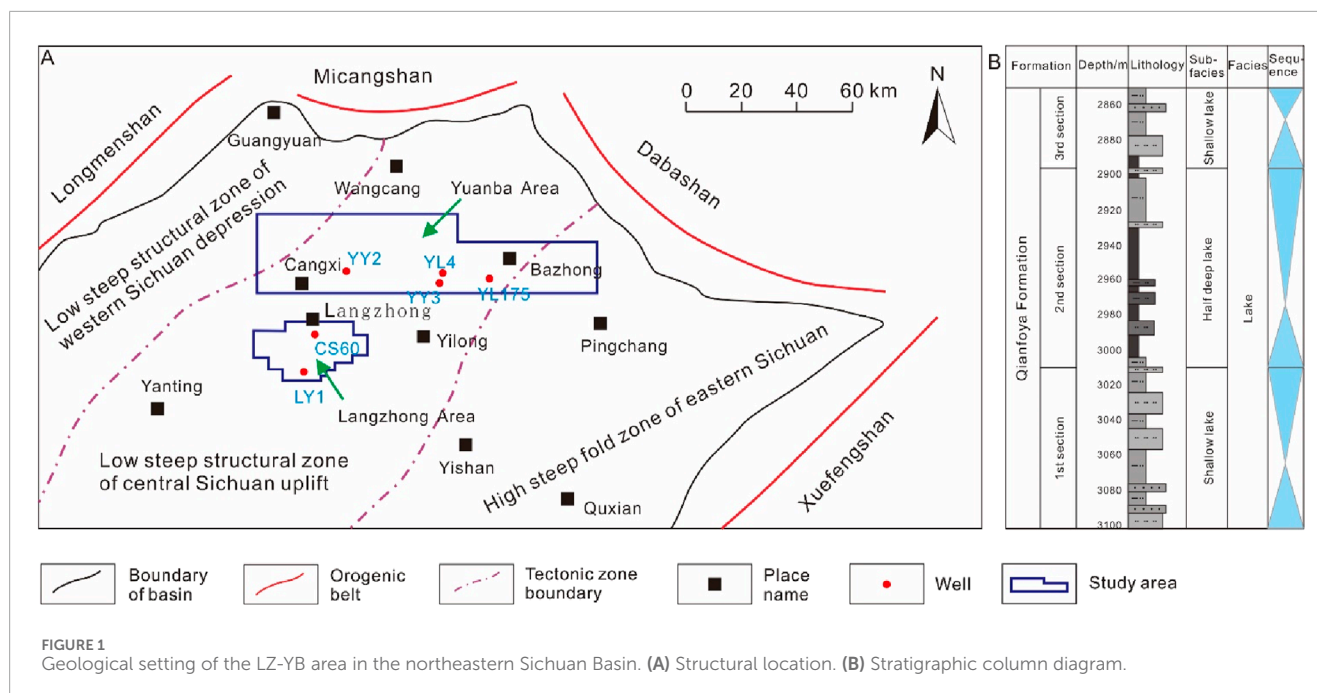 A
Micangshan
N
0 20 40 60 km
Guangyuan
Longmenshan
Dabashan
Wangcang
Yuanba Area
Low steep structural zone of
western Sichuan depression
Cangxi
YY2
YL4
Bazhong
YY3
YL175
Langzhong
CS60
Yilong
Pingchang
LY1
Yanting
Langzhong Area
Low steep structural zone
of central Sichuan uplift
Yishan
High steep fold zone of eastern Sichuan
Quxian
Xuefengshan
B
Formation Depth/m Lithology Sub-
facies Facies Sequ-
ence
Qianfoya Formation
3rd section
2nd section
1st section
2860
2880
2900
2920
2940
2960
2980
3000
3020
3040
3060
3080
3100
Shallow lake
Half deep lake
Shallow lake
Lake
Boundary
of basin
Orogenic
belt
Tectonic zone
boundary
Place
name
Well
Study area
FIGURE 1
Geological setting of the LZ-YB area in the northeastern Sichuan Basin. (A) Structural location. (B) Stratigraphic column diagram.